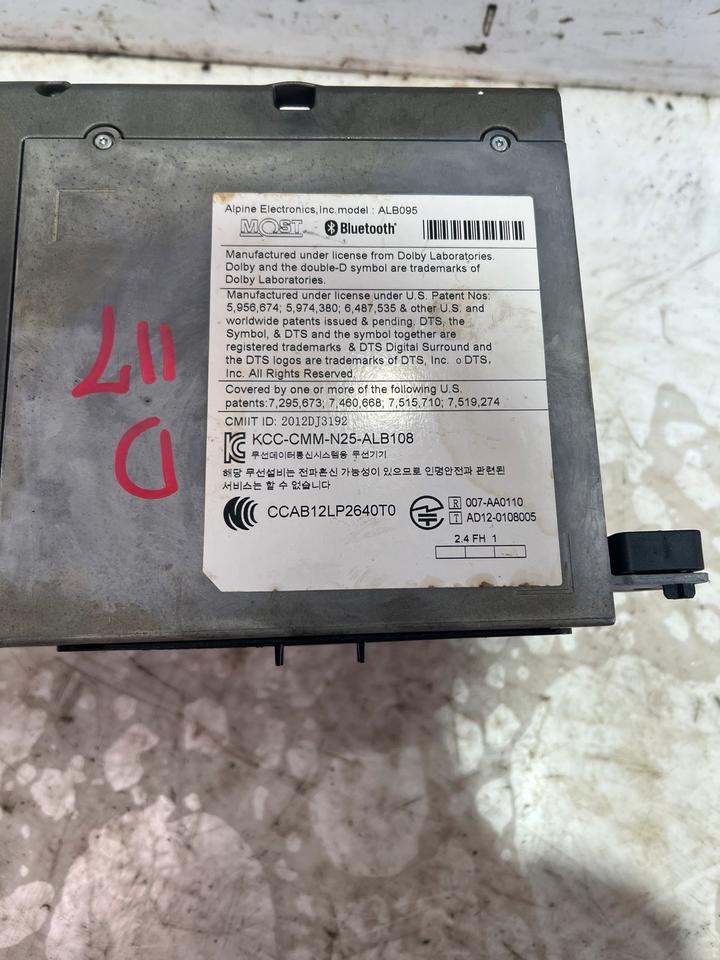 Alpine Electronics,Inc.model : ALB095
MOST Bluetooth
Manufactured under license from Dolby Laboratories.
Dolby and the double-D symbol are trademarks of
Dolby Laboratories.
Manufactured under license under U.S. Patent Nos:
5,956,674; 5,974,380; 6,487,535 & other U.S. and
worldwide patents issued & pending. DTS, the
Symbol, & DTS and the symbol together are
registered trademarks & DTS Digital Surround and
the DTS logos are trademarks of DTS, Inc. © DTS,
Inc. All Rights Reserved.
Covered by one or more of the following U.S.
patents:7,295,673; 7,460,668; 7,515,710; 7,519,274
CMIIT ID: 2012DJ3192
KCC-CMM-N25-ALB108
무선데이터통신시스템용 무선기기
해당 무선설비는 전파혼신 가능성이 있으므로 인명안전과 관련된
서비스는 할 수 없습니다
CCAB12LP2640T0
R 007-AA0110
T AD12-0108005
2.4 FH 1
117
D